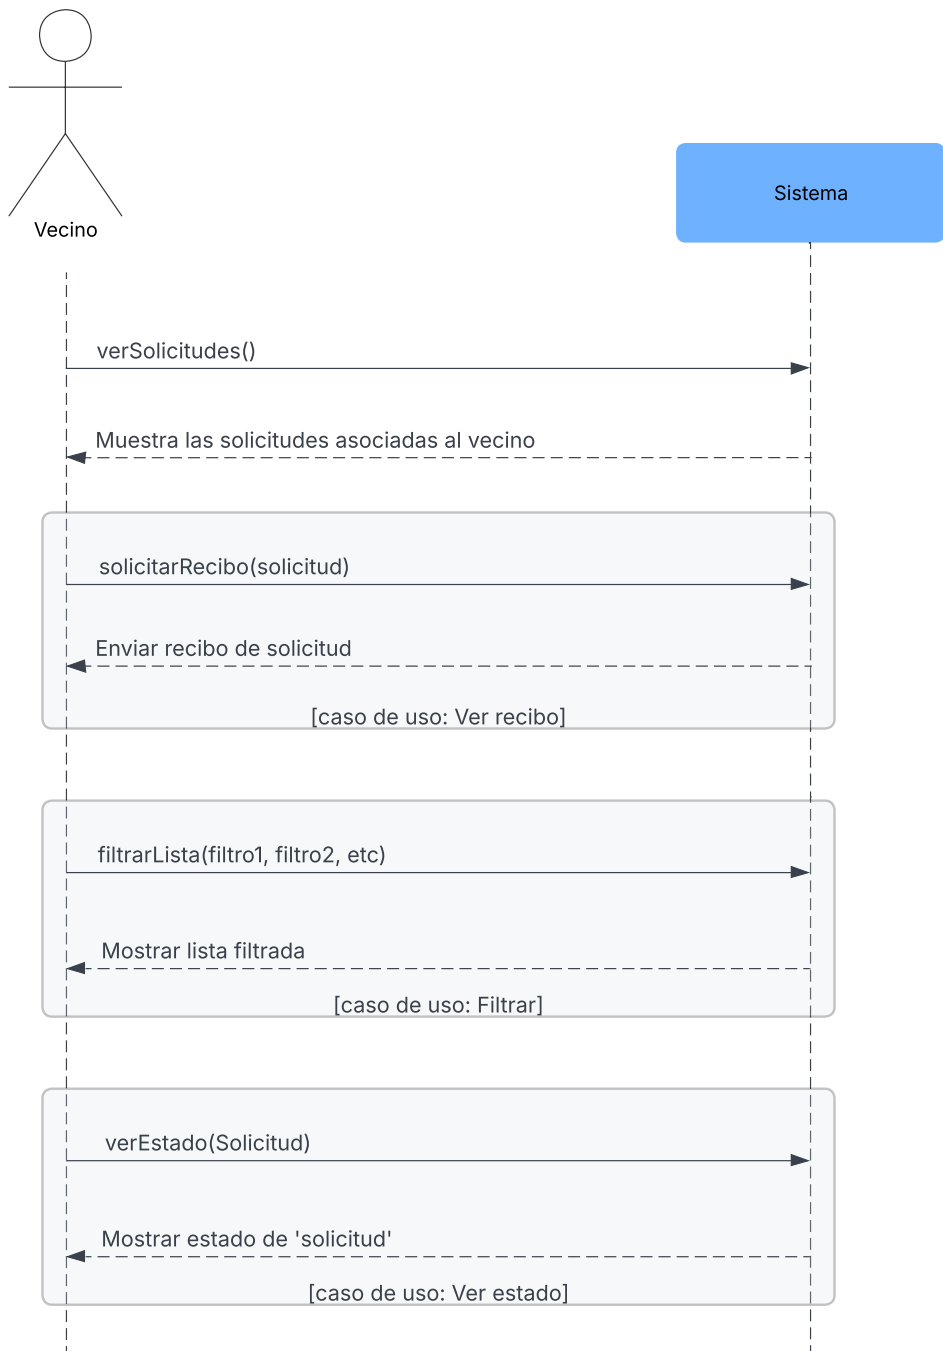 Vecino
Sistema
verSolicitudes()
Muestra las solicitudes asociadas al vecino
solicitarRecibo(solicitud)
Enviar recibo de solicitud
[caso de uso: Ver recibo]
filtrarLista(filtro1, filtro2, etc)
Mostrar lista filtrada
[caso de uso: Filtrar]
verEstado(Solicitud)
Mostrar estado de 'solicitud'
[caso de uso: Ver estado]